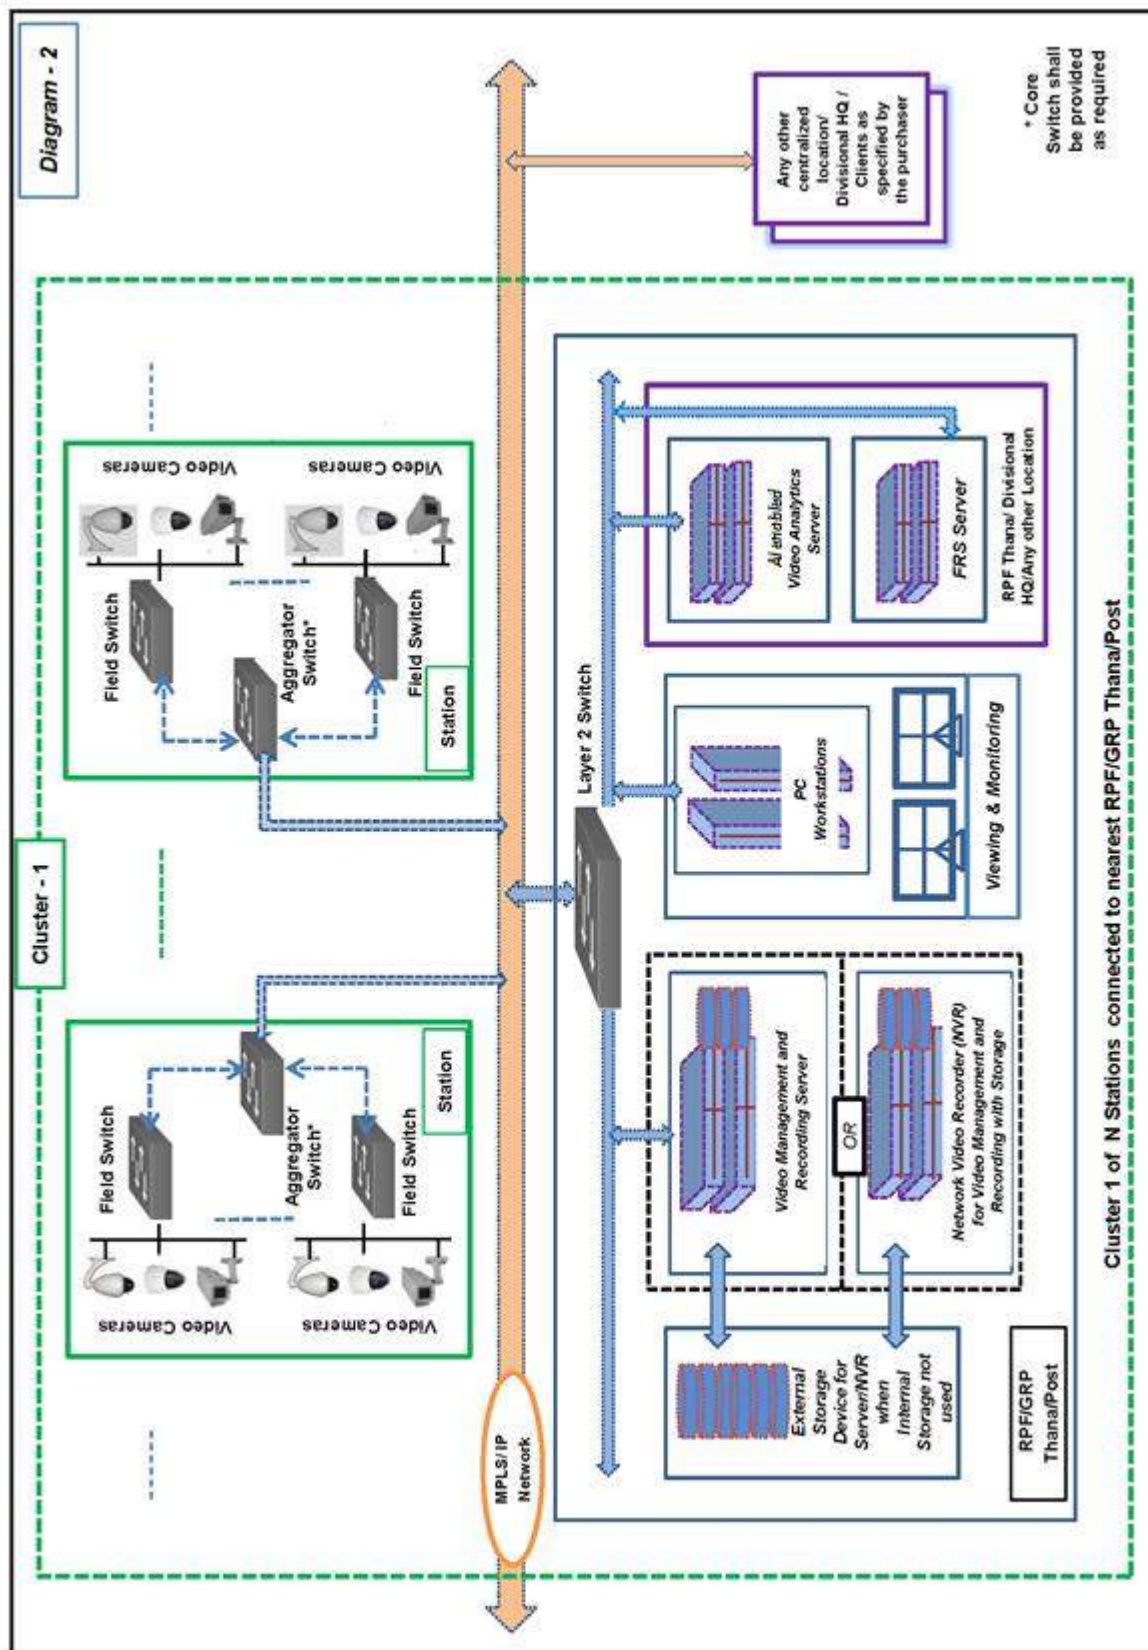 Diagram - 2
Cluster - 1
Video Cameras
Video Cameras
Field Switch
Aggregator
Switch*
Field Switch
Station
Video Cameras
Video Cameras
Field Switch
Aggregator
Switch*
Field Switch
Station
MPLS/IP
Network
Layer 2 Switch
Any other
centralized
location/
Divisional HQ /
Clients as
specified by
the purchaser
* Core
Switch shall
be provided
as required
External
Storage
Device for
Server/NVR
when
Internal
Storage not
used
Video Management and
Recording Server
OR
Network Video Recorder (NVR)
for Video Management and
Recording with Storage
PC
Workstations
Viewing & Monitoring
AI enabled
Video Analytics
Server
FRS Server
RPF Thana/ Divisional
HQ/Any other Location
RPF/GRP
Thana/Post
Cluster 1 of N Stations connected to nearest RPF/GRP Thana/Post